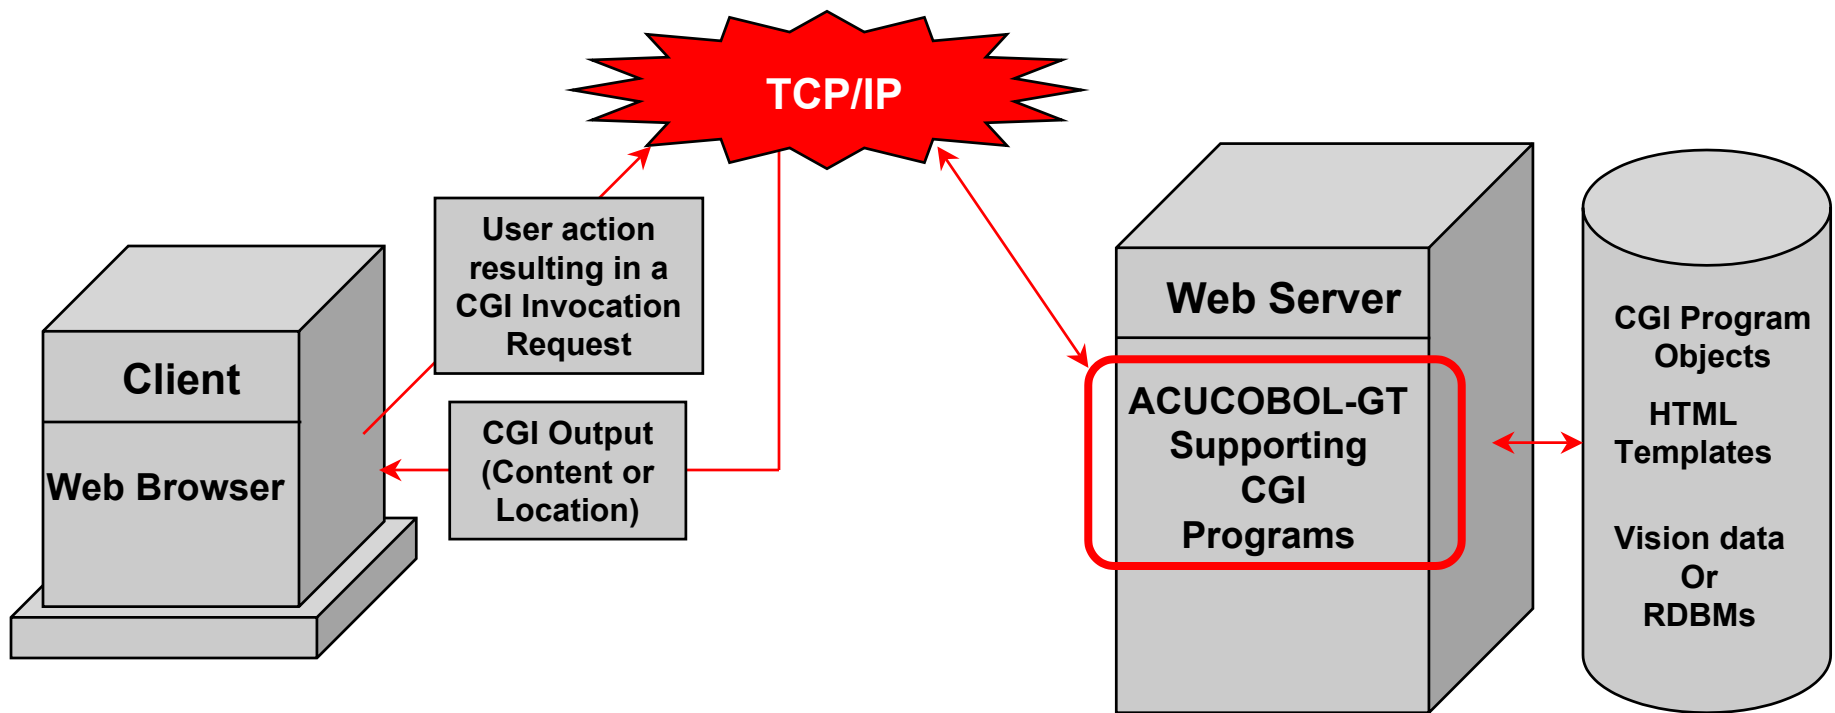 TCP/IP
User action
resulting in a
CGI Invocation
Request
Client
Web Browser
CGI Output
(Content or
Location)
Web Server
ACUCOBOL-GT
Supporting
CGI
Programs
CGI Program
Objects
HTML
Templates
Vision data
Or
RDBMs